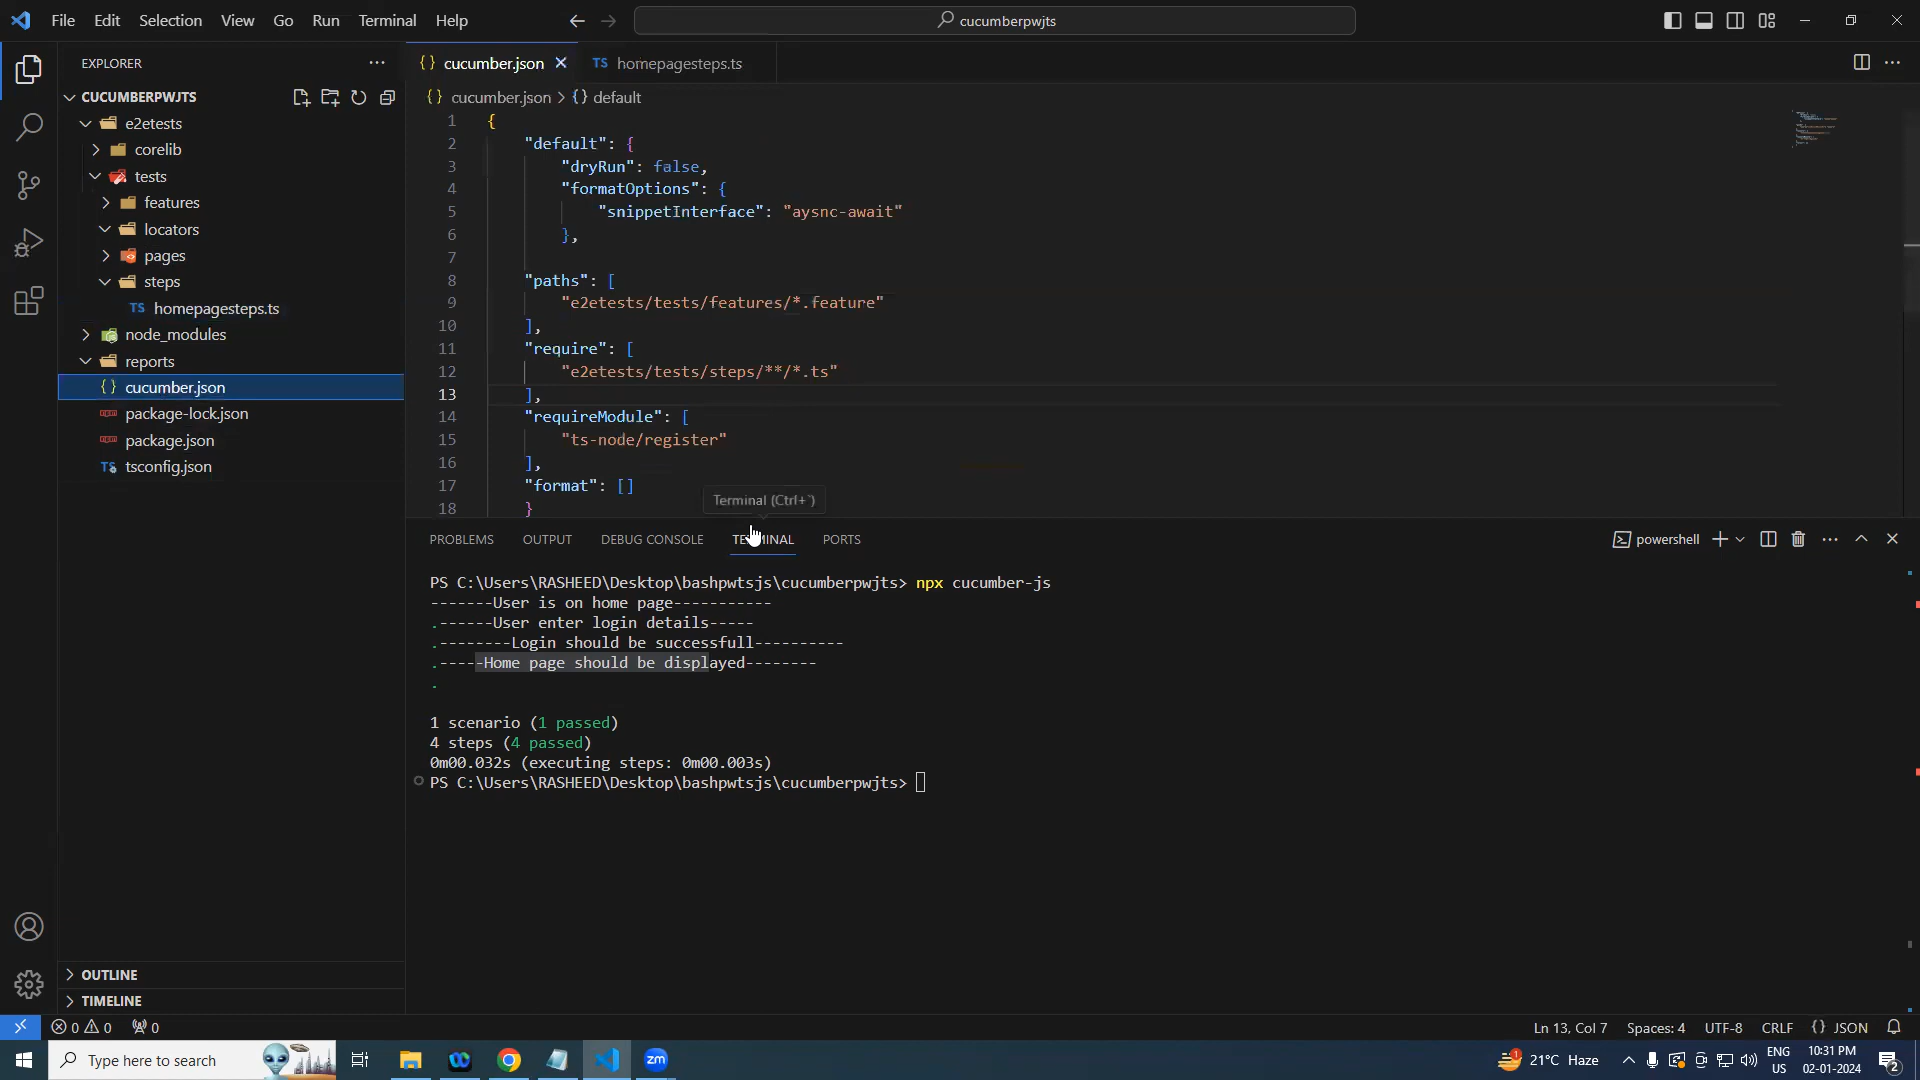 File Edit Selection View Go Run Terminal Help
cucumberpwjts
EXPLORER
CUCUMBERPWJTS
e2etests
corelib
tests
features
locators
pages
steps
TS homepagesteps.ts
node_modules
reports
{} cucumber.json
package-lock.json
package.json
TS tsconfig.json
OUTLINE
TIMELINE
{} cucumber.json TS homepagesteps.ts
{} cucumber.json > {} default
1 {
2 "default": {
3 "dryRun": false,
4 "formatOptions": {
5 "snippetInterface": "aysnc-await"
6 },
7
8 "paths": [
9 "e2etests/tests/features/*.feature"
10 ],
11 "require": [
12 "e2etests/tests/steps/**/*.ts"
13 ],
14 "requireModule": [
15 "ts-node/register"
16 ],
17 "format": []
18 }
Terminal (Ctrl+`)
PROBLEMS OUTPUT DEBUG CONSOLE TERMINAL PORTS
powershell
PS C:\Users\RASHEED\Desktop\bashpwtsjs\cucumberpwjts> npx cucumber-js
-------User is on home page-----------
.------User enter login details-----
.--------Login should be successfull----------
.-----Home page should be displayed--------
.
1 scenario (1 passed)
4 steps (4 passed)
0m00.032s (executing steps: 0m00.003s)
PS C:\Users\RASHEED\Desktop\bashpwtsjs\cucumberpwjts>
0 0 0
Ln 13, Col 7 Spaces: 4 UTF-8 CRLF {} JSON
Type here to search
zm
1
21°C Haze
ENG
US
10:31 PM
02-01-2024
2